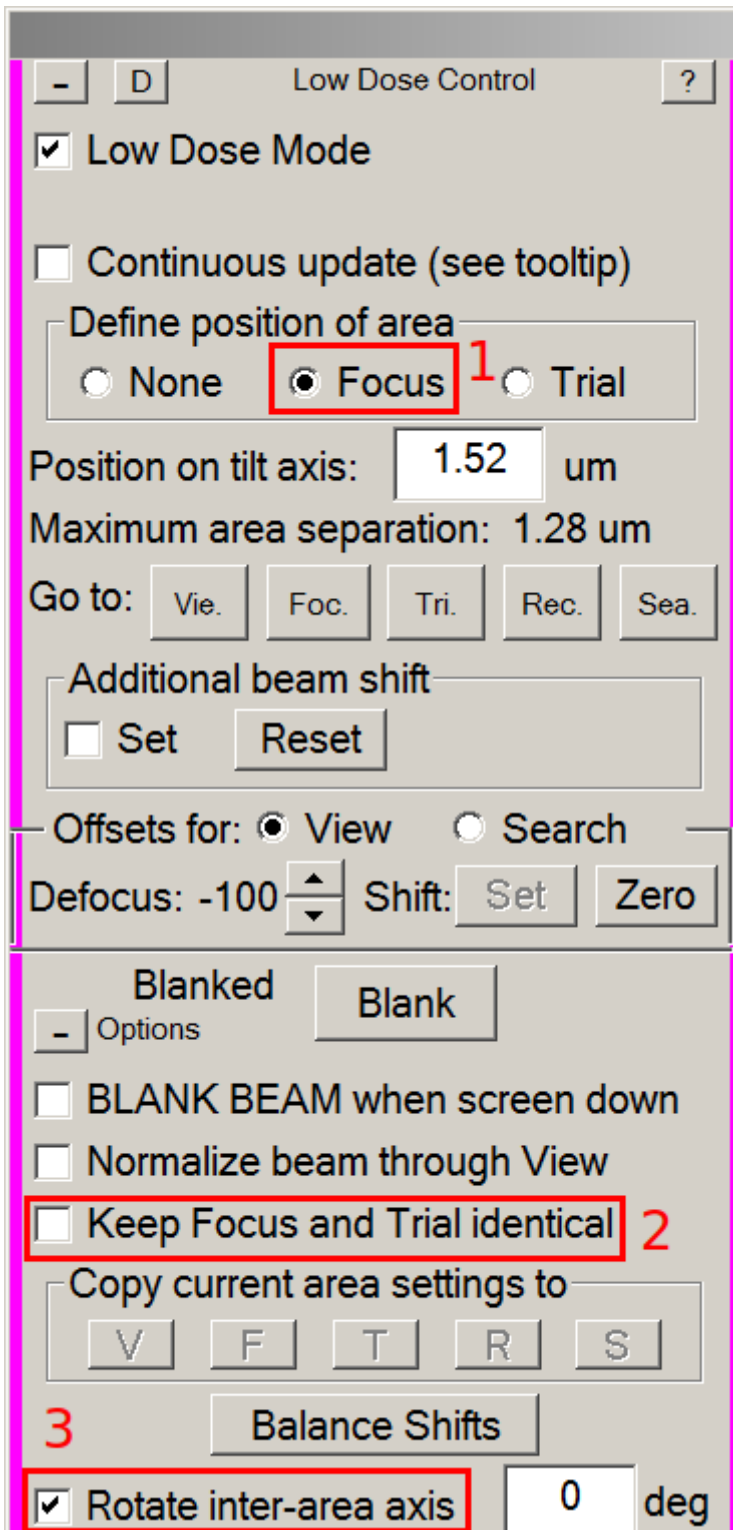 - D Low Dose Control ?
Low Dose Mode
Continuous update (see tooltip)
Define position of area
None Focus 1 Trial
Position on tilt axis: 1.52 um
Maximum area separation: 1.28 um
Go to: Vie. Foc. Tri. Rec. Sea.
Additional beam shift
Set Reset
Offsets for: View Search
Defocus: -100 Shift: Set Zero
Blanked Blank
- Options
BLANK BEAM when screen down
Normalize beam through View
Keep Focus and Trial identical 2
Copy current area settings to
V F T R S
3 Balance Shifts
Rotate inter-area axis 0 deg